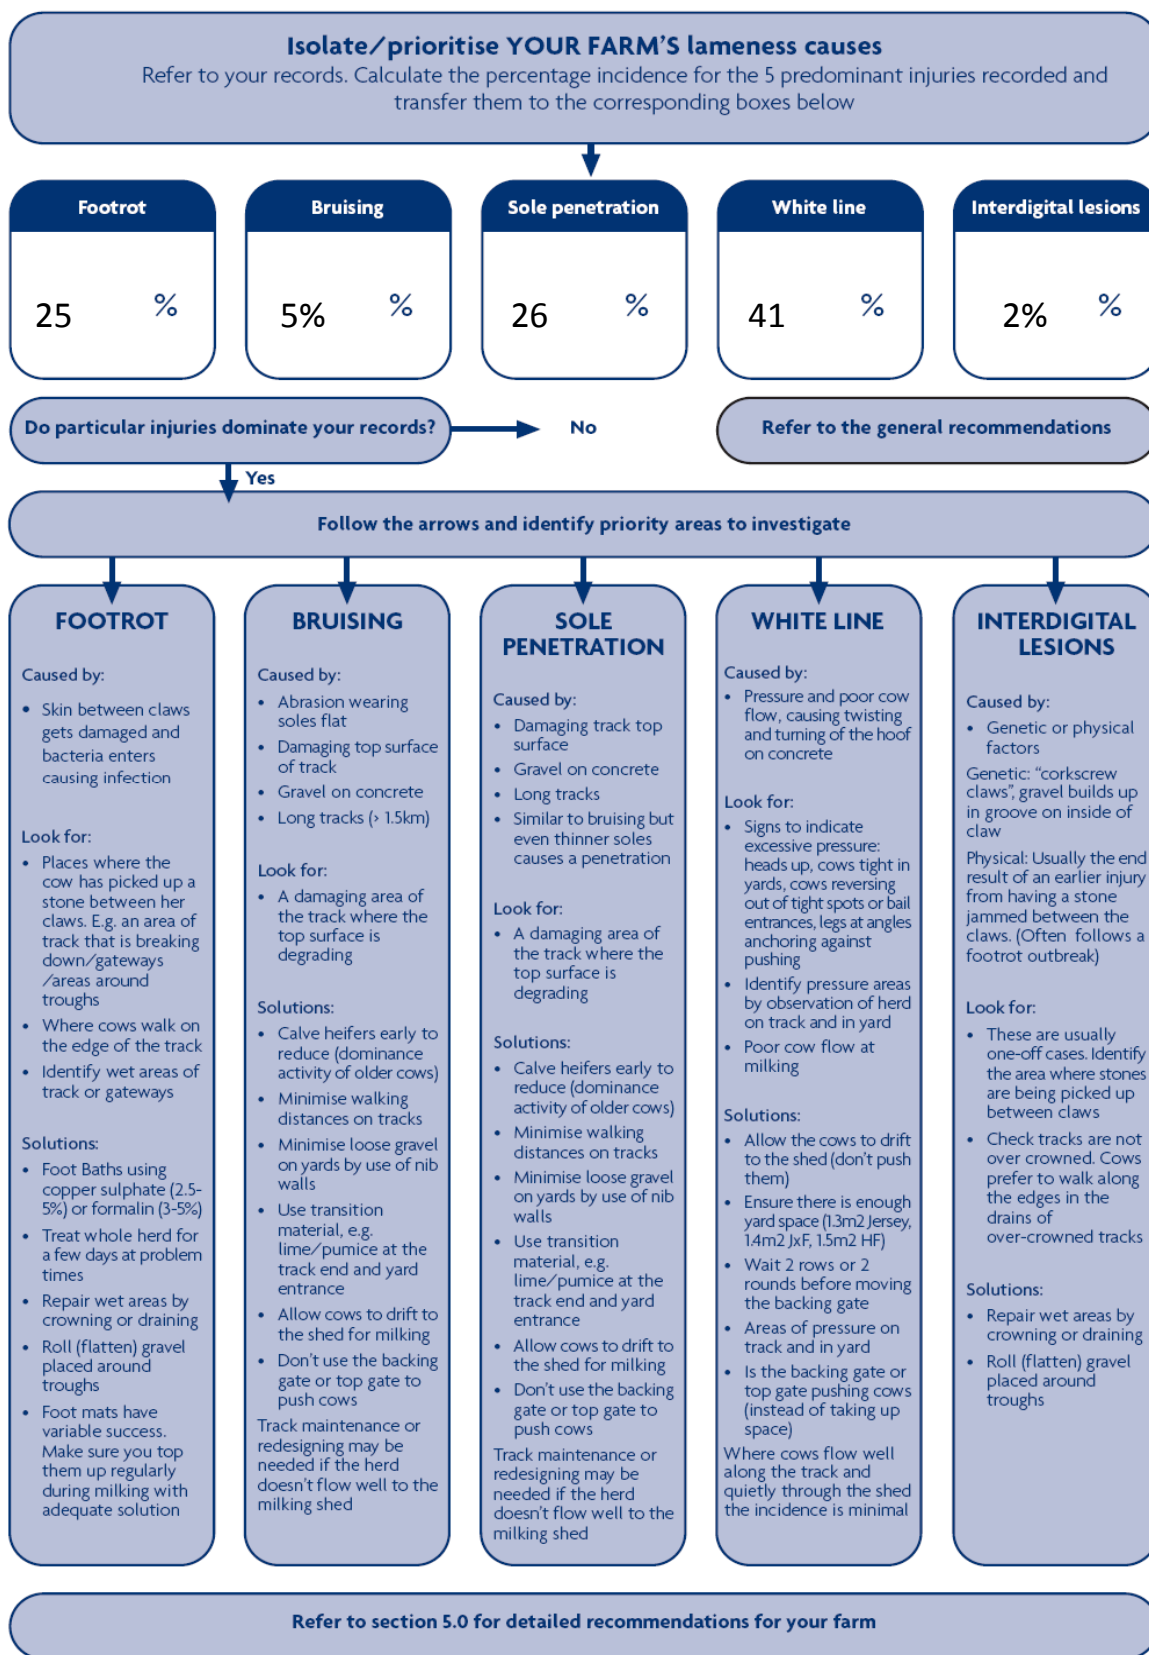 Isolate/prioritise YOUR FARM'S lameness causes
Refer to your records. Calculate the percentage incidence for the 5 predominant injuries recorded and
transfer them to the corresponding boxes below
Footrot
25 %
Bruising
5% %
Sole penetration
26 %
White line
41 %
Interdigital lesions
2% %
Do particular injuries dominate your records?
No
Refer to the general recommendations
Yes
Follow the arrows and identify priority areas to investigate
FOOTROT
Caused by:
• Skin between claws
gets damaged and
bacteria enters
causing infection
Look for:
• Places where the
cow has picked up a
stone between her
claws. E.g. an area of
track that is breaking
down/gateways
/areas around
troughs
• Where cows walk on
the edge of the track
• Identify wet areas of
track or gateways
Solutions:
• Foot Baths using
copper sulphate (2.5-
5%) or formalin (3-5%)
• Treat whole herd for
a few days at problem
times
• Repair wet areas by
crowning or draining
• Roll (flatten) gravel
placed around
troughs
• Foot mats have
variable success.
Make sure you top
them up regularly
during milking with
adequate solution
BRUISING
Caused by:
• Abrasion wearing
soles flat
• Damaging top surface
of track
• Gravel on concrete
• Long tracks (> 1.5km)
Look for:
• A damaging area of
the track where the
top surface is
degrading
Solutions:
• Calve heifers early to
reduce (dominance
activity of older cows)
• Minimise walking
distances on tracks
• Minimise loose gravel
on yards by use of nib
walls
• Use transition
material, e.g.
lime/pumice at the
track end and yard
entrance
• Allow cows to drift to
the shed for milking
• Don't use the backing
gate or top gate to
push cows
Track maintenance or
redesigning may be
needed if the herd
doesn't flow well to the
milking shed
SOLE
PENETRATION
Caused by:
• Damaging track top
surface
• Gravel on concrete
• Long tracks
• Similar to bruising but
even thinner soles
causes a penetration
Look for:
• A damaging area of
the track where the
top surface is
degrading
Solutions:
• Calve heifers early to
reduce (dominance
activity of older cows)
• Minimise walking
distances on tracks
• Minimise loose gravel
on yards by use of nib
walls
• Use transition
material, e.g.
lime/pumice at the
track end and yard
entrance
• Allow cows to drift to
the shed for milking
• Don't use the backing
gate or top gate to
push cows
Track maintenance or
redesigning may be
needed if the herd
doesn't flow well to the
milking shed
WHITE LINE
Caused by:
• Pressure and poor cow
flow, causing twisting
and turning of the hoof
on concrete
Look for:
• Signs to indicate
excessive pressure:
heads up, cows tight in
yards, cows reversing
out of tight spots or bail
entrances, legs at angles
anchoring against
pushing
• Identify pressure areas
by observation of herd
on track and in yard
• Poor cow flow at
milking
Solutions:
• Allow the cows to drift
to the shed (don't push
them)
• Ensure there is enough
yard space (1.3m2 Jersey,
1.4m2 JxF, 1.5m2 HF)
• Wait 2 rows or 2
rounds before moving
the backing gate
• Areas of pressure on
track and in yard
• Is the backing gate or
top gate pushing cows
(instead of taking up
space)
Where cows flow well
along the track and
quietly through the shed
the incidence is minimal
INTERDIGITAL
LESIONS
Caused by:
• Genetic or physical
factors
Genetic: "corkscrew
claws", gravel builds up
in groove on inside of
claw
Physical: Usually the end
result of an earlier injury
from having a stone
jammed between the
claws. (Often follows a
footrot outbreak)
Look for:
• These are usually
one-off cases. Identify
the area where stones
are being picked up
between claws
• Check tracks are not
over crowned. Cows
prefer to walk along
the edges in the
drains of
over-crowned tracks
Solutions:
• Repair wet areas by
crowning or draining
• Roll (flatten) gravel
placed around
troughs
Refer to section 5.0 for detailed recommendations for your farm